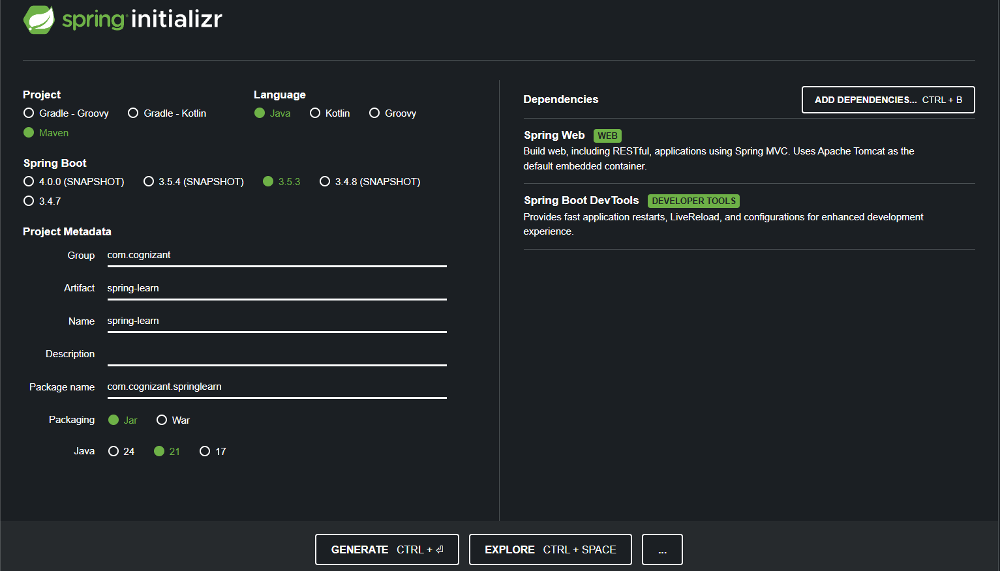 spring initializr
Project
Gradle - Groovy Gradle - Kotlin
Maven
Language
Java Kotlin Groovy
Spring Boot
4.0.0 (SNAPSHOT) 3.5.4 (SNAPSHOT) 3.5.3 3.4.8 (SNAPSHOT)
3.4.7
Project Metadata
Group com.cognizant
Artifact spring-learn
Name spring-learn
Description
Package name com.cognizant.springlearn
Packaging Jar War
Java 24 21 17
Dependencies
ADD DEPENDENCIES... CTRL + B
Spring Web WEB
Build web, including RESTful, applications using Spring MVC. Uses Apache Tomcat as the
default embedded container.
Spring Boot DevTools DEVELOPER TOOLS
Provides fast application restarts, LiveReload, and configurations for enhanced development
experience.
GENERATE CTRL + ⏎
EXPLORE CTRL + SPACE
...